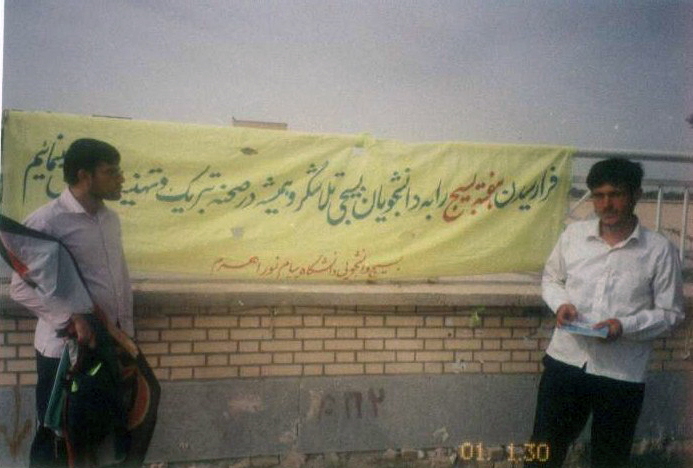 فرارسیدن هفته بسیج را به دانشجویان بسیجی تلاشگر و همیشه در صحنه تبریک و تهنیت
بسیج دانشجویی دانشگاه پیام نور اهرم
01 1.30